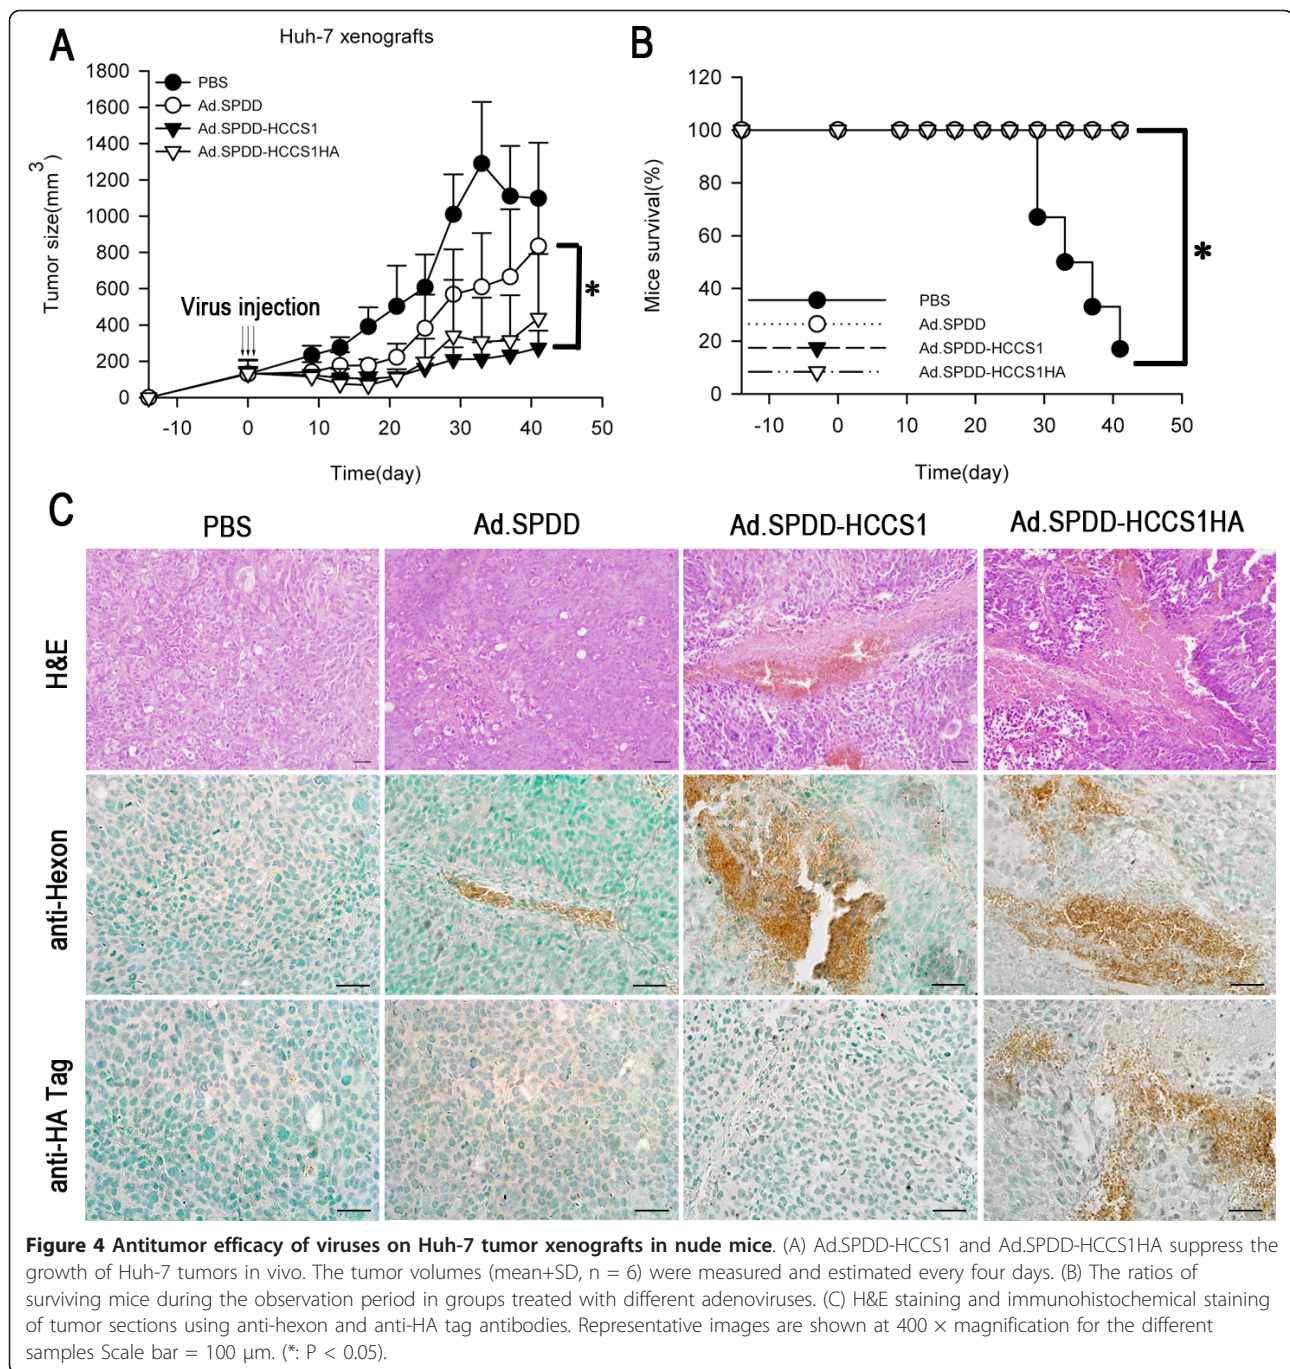 A
Huh-7 xenografts
1800
1600
1400
1200
1000
800
600
400
200
0
Tumor size(mm³)
PBS
Ad.SPDD
Ad.SPDD-HCCS1
Ad.SPDD-HCCS1HA
Virus injection
*
-10 0 10 20 30 40 50
Time(day)
B
120
100
80
60
40
20
0
Mice survival(%)
PBS
Ad.SPDD
Ad.SPDD-HCCS1
Ad.SPDD-HCCS1HA
*
-10 0 10 20 30 40 50
Time(day)
C
PBS Ad.SPDD Ad.SPDD-HCCS1 Ad.SPDD-HCCS1HA
H&E
anti-Hexon
anti-HA Tag
Figure 4 Antitumor efficacy of viruses on Huh-7 tumor xenografts in nude mice. (A) Ad.SPDD-HCCS1 and Ad.SPDD-HCCS1HA suppress the
growth of Huh-7 tumors in vivo. The tumor volumes (mean+SD, n = 6) were measured and estimated every four days. (B) The ratios of
surviving mice during the observation period in groups treated with different adenoviruses. (C) H&E staining and immunohistochemical staining
of tumor sections using anti-hexon and anti-HA tag antibodies. Representative images are shown at 400 × magnification for the different
samples Scale bar = 100 μm. (*: P < 0.05).